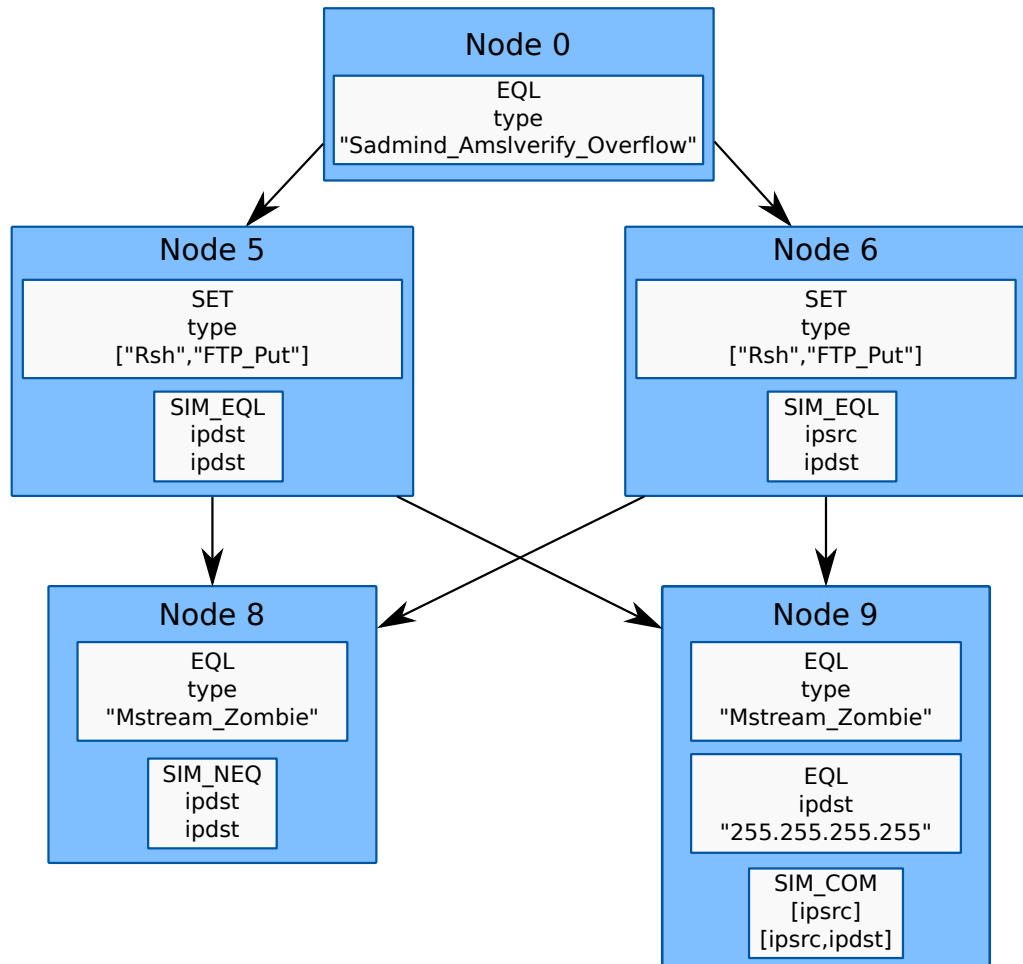 Node 0
EQL
type
"Sadmind_Amslverify_Overflow"
Node 5
SET
type
["Rsh","FTP_Put"]
SIM_EQL
ipdst
ipdst
Node 6
SET
type
["Rsh","FTP_Put"]
SIM_EQL
ipsrc
ipdst
Node 8
EQL
type
"Mstream_Zombie"
SIM_NEQ
ipdst
ipdst
Node 9
EQL
type
"Mstream_Zombie"
EQL
ipdst
"255.255.255.255"
SIM_COM
[ipsrc]
[ipsrc,ipdst]